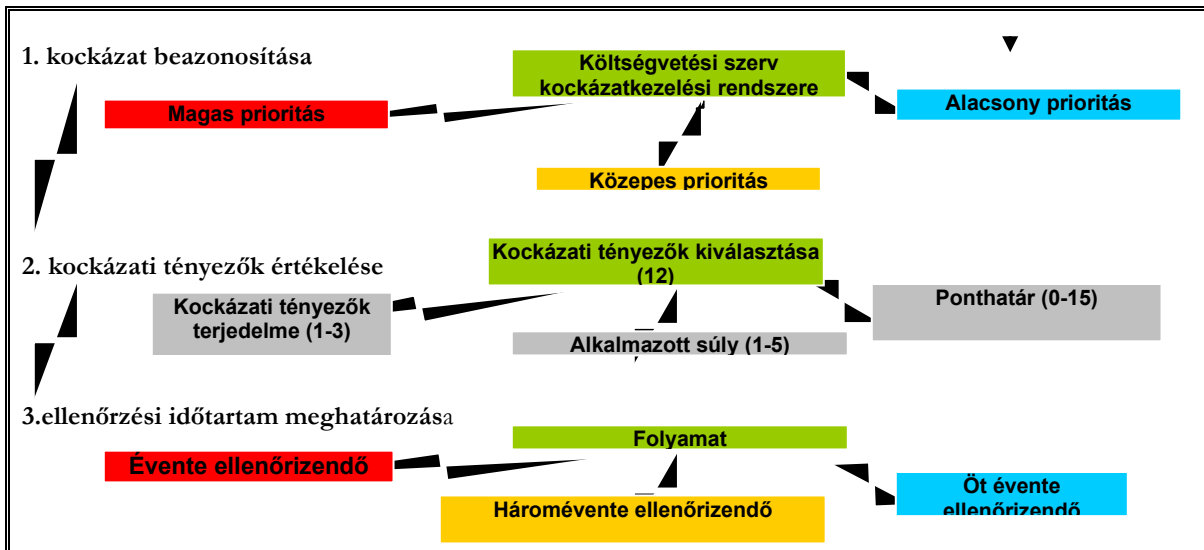 1. kockázat beazonosítása
Költségvetési szerv
kockázatkezelési rendszere
Magas prioritás
Alacsony prioritás
Közepes prioritás
2. kockázati tényezők értékelése
Kockázati tényezők kiválasztása
(12)
Kockázati tényezők
terjedelme (1-3)
Ponthatár (0-15)
Alkalmazott súly (1-5)
3.ellenőrzési időtartam meghatározása
Folyamat
Évente ellenőrizendő
Háromévente ellenőrizendő
Öt évente
ellenőrizendő